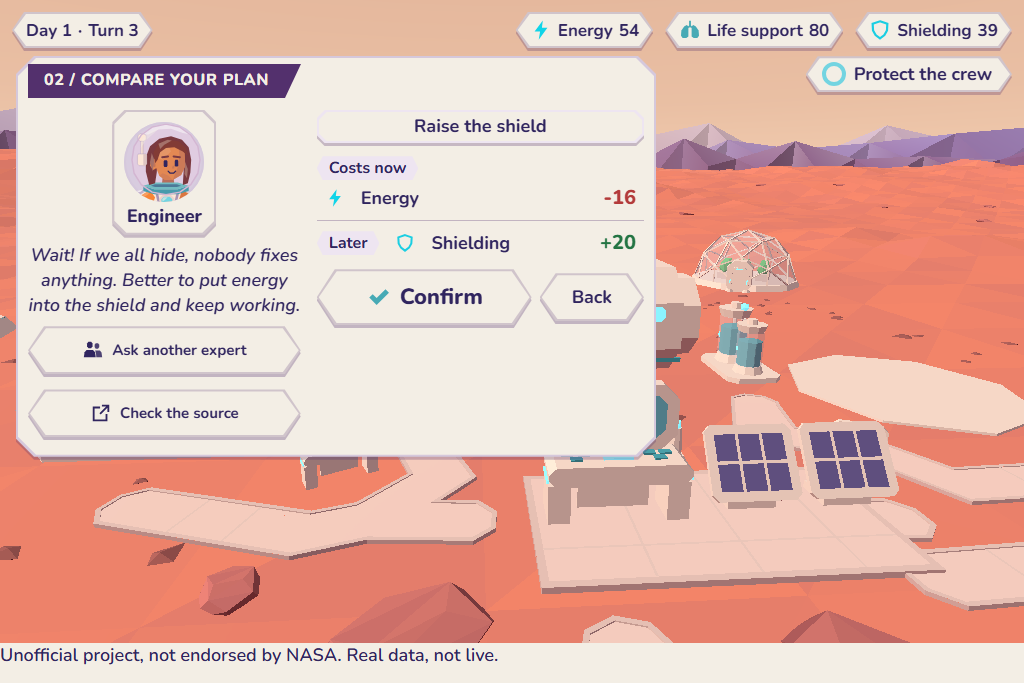 Day 1 · Turn 3
Energy 54
Life support 80
Shielding 39
Protect the crew
02 / COMPARE YOUR PLAN
Engineer
Wait! If we all hide, nobody fixes
anything. Better to put energy
into the shield and keep working.
Ask another expert
Check the source
Raise the shield
Costs now
Energy -16
Later Shielding +20
Confirm
Back
Unofficial project, not endorsed by NASA. Real data, not live.